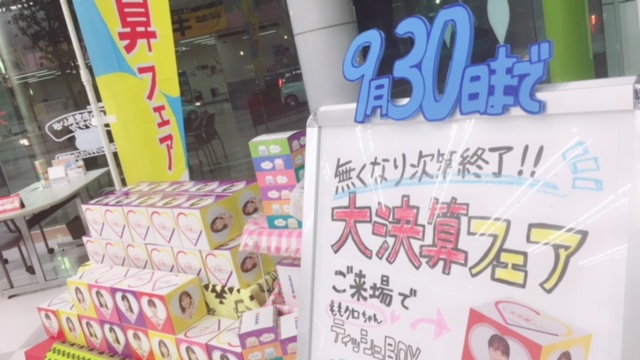 算フェア
9月30日まで
無くなり次第終了!!
大決算フェア
ご来場で
ももクロちゃん
ティッシュBOX